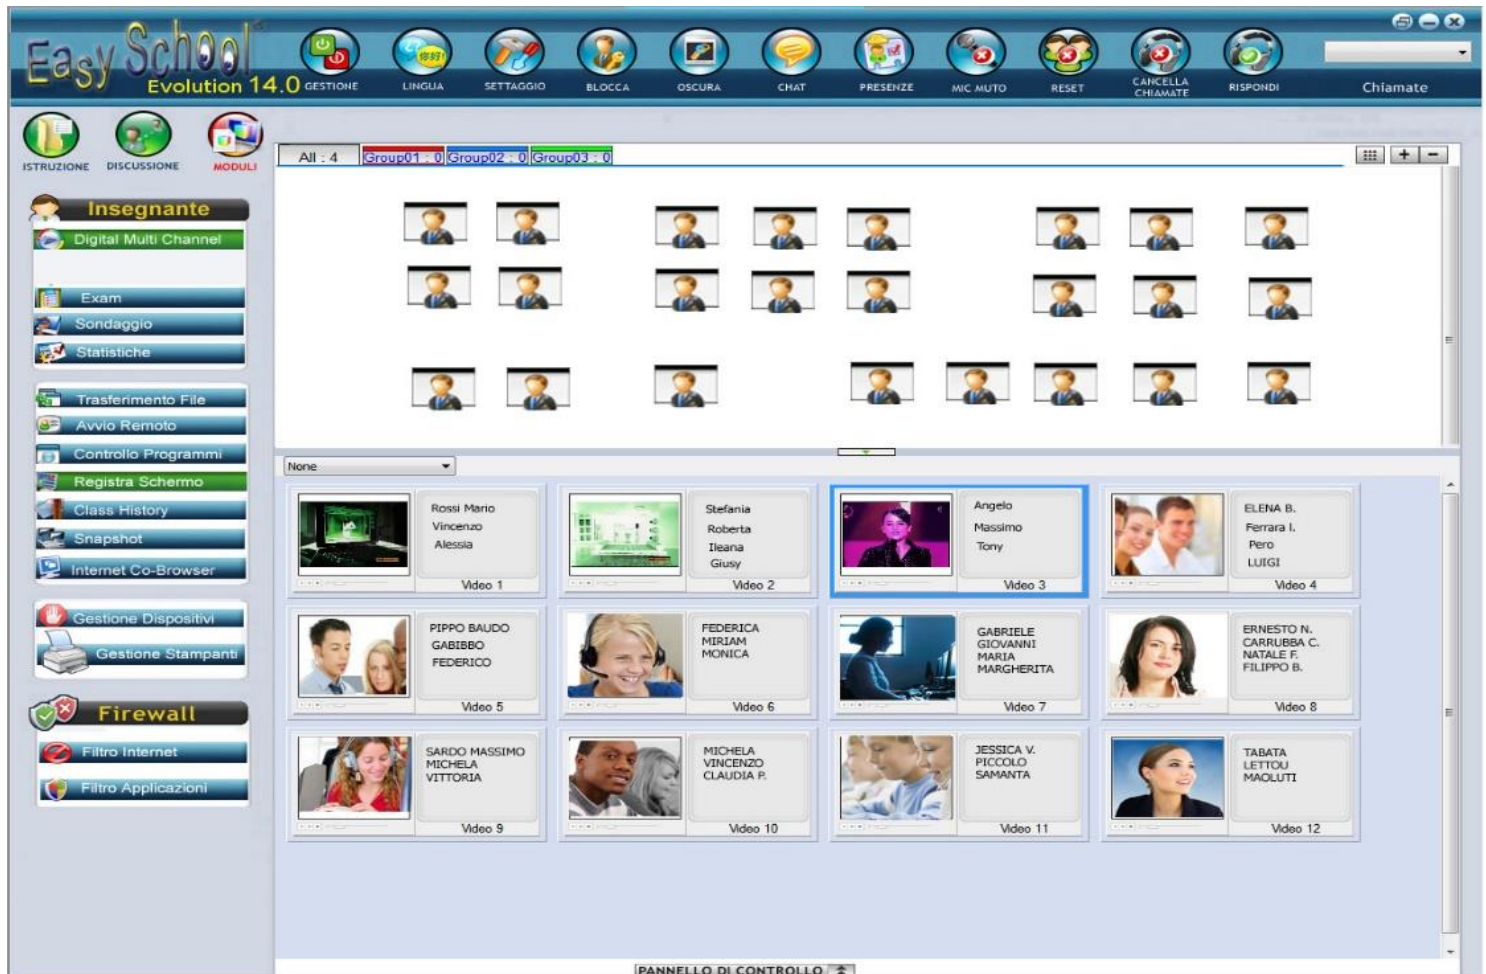 Easy School
Evolution 14.0
GESTIONE
LINGUA
你好!
SETTAGGIO
BLOCCA
OSCURA
CHAT
PRESENZE
MIC MUTO
RESET
CANCELLA
CHIAMATE
RISPONDI
Chiamate
ISTRUZIONE
DISCUSSIONE
MODULI
All : 4
Group01 : 0
Group02 : 0
Group03 : 0
Insegnante
Digital Multi Channel
Exam
Sondaggio
Statistiche
Trasferimento File
Avvio Remoto
Controllo Programmi
Registra Schermo
Class History
Snapshot
Internet Co-Browser
Gestione Dispositivi
Gestione Stampanti
Firewall
Filtro Internet
Filtro Applicazioni
None
Rossi Mario
Vincenzo
Alessia
Video 1
Stefania
Roberta
Ileana
Giusy
Video 2
Angelo
Massimo
Tony
Video 3
ELENA B.
Ferrara I.
Pero
LUIGI
Video 4
PIPPO BAUDO
GABIBBO
FEDERICO
Video 5
FEDERICA
MIRIAM
MONICA
Video 6
GABRIELE
GIOVANNI
MARIA
MARGHERITA
Video 7
ERNESTO N.
CARRUBBA C.
NATALE F.
FILIPPO B.
Video 8
SARDO MASSIMO
MICHELA
VITTORIA
Video 9
MICHELA
VINCENZO
CLAUDIA P.
Video 10
JESSICA V.
PICCOLO
SAMANTA
Video 11
TABATA
LETTOU
MAOLUTI
Video 12
PANNELLO DI CONTROLLO